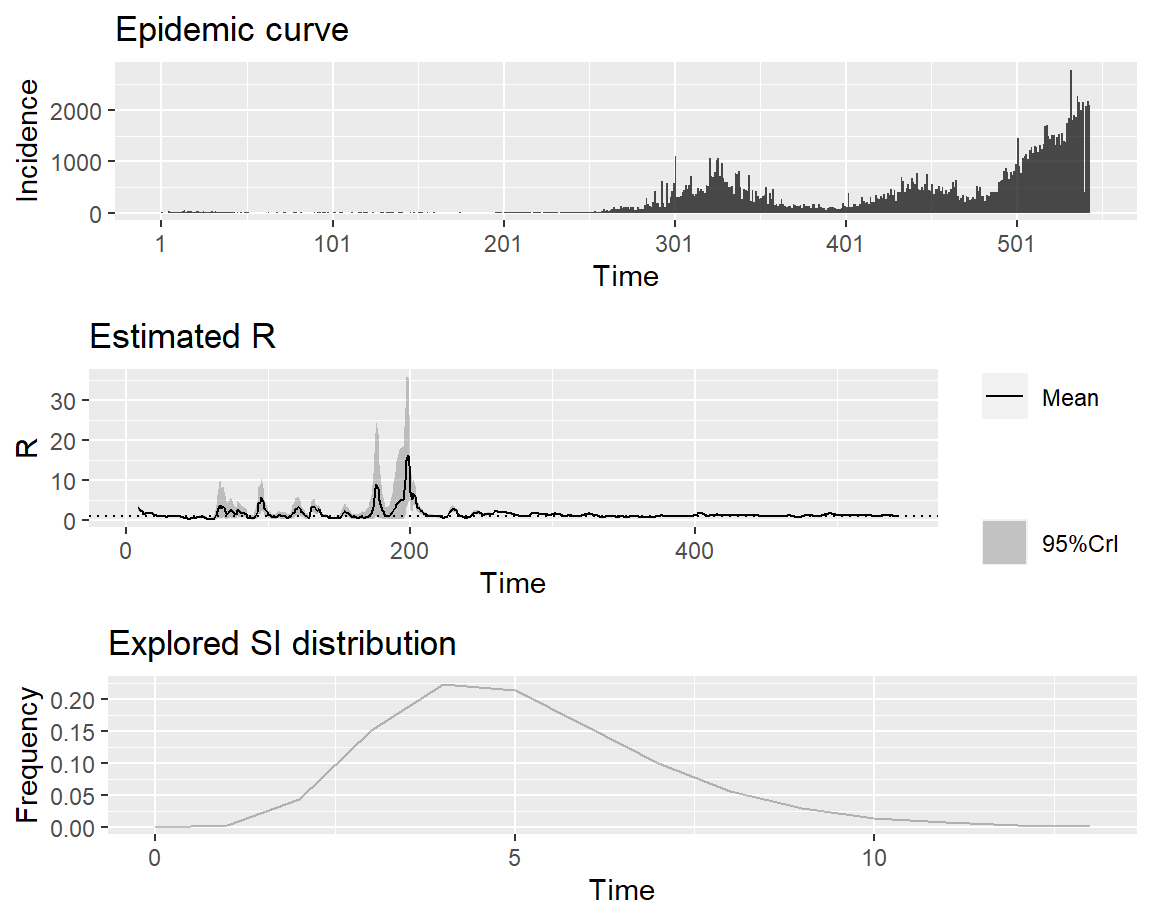 Epidemic curve
Incidence
2000
1000
0
1 101 201 301 401 501
Time
Estimated R
R
30
20
10
0
0 200 400
Time
Mean
95%CrI
Explored SI distribution
Frequency
0.20
0.15
0.10
0.05
0.00
0 5 10
Time